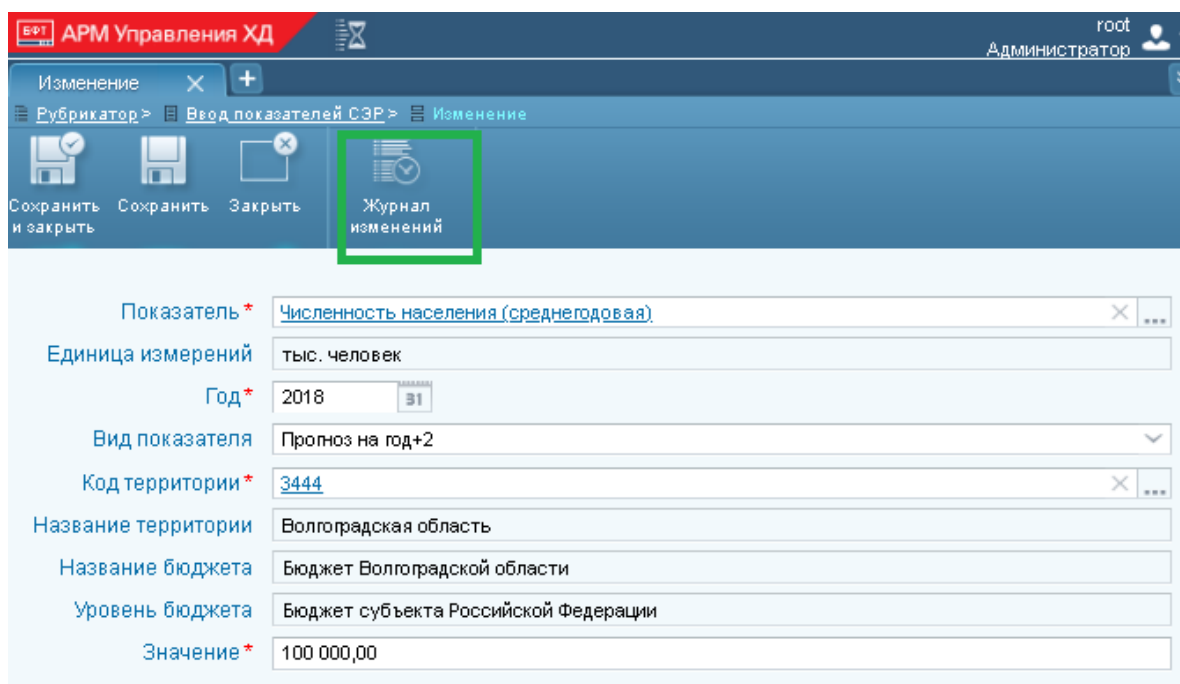 БФТ АРМ Управления ХД
root
Администратор
Изменение
Рубрикатор > Ввод показателей СЭР > Изменение
Сохранить и закрыть
Сохранить
Закрыть
Журнал изменений
Показатель* Численность населения (среднегодовая) ...
Единица измерений тыс. человек
Год* 2018 31
Вид показателя Прогноз на год+2
Код территории* 3444 ...
Название территории Волгоградская область
Название бюджета Бюджет Волгоградской области
Уровень бюджета Бюджет субъекта Российской Федерации
Значение* 100 000,00